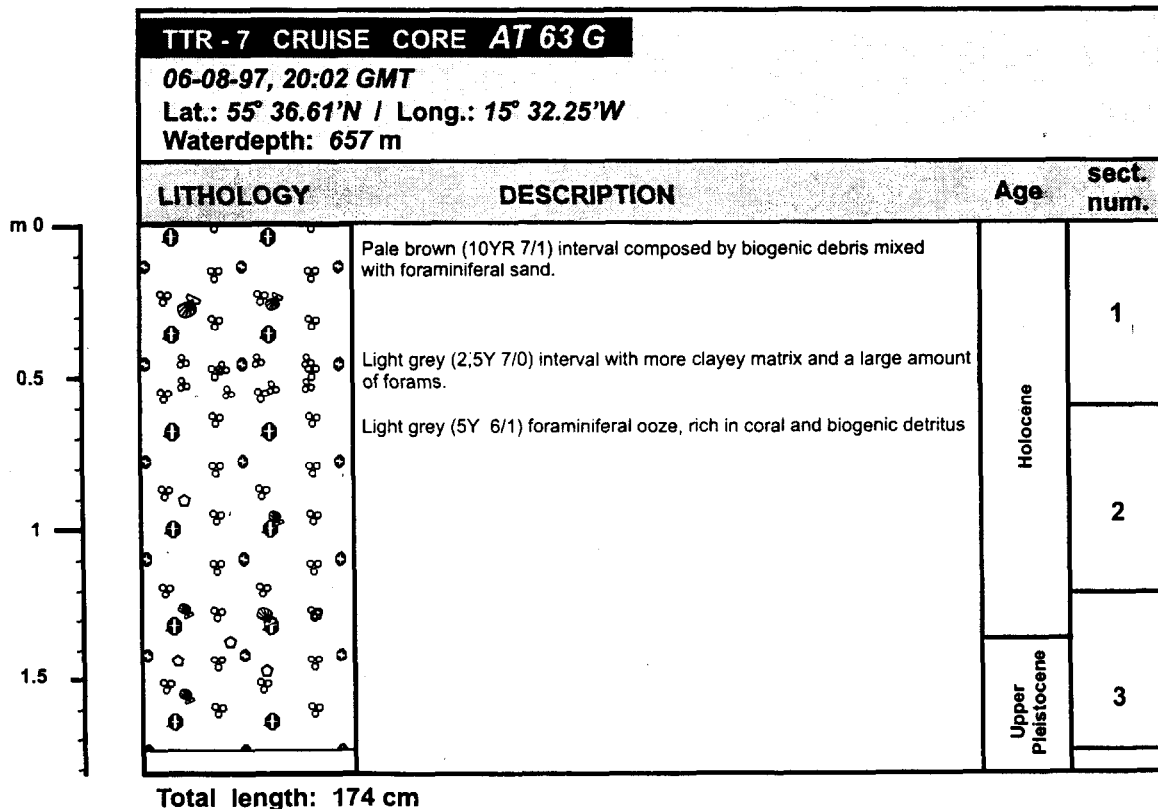 TTR - 7 CRUISE CORE AT 63 G
06-08-97, 20:02 GMT
Lat.: 55° 36.61'N / Long.: 15° 32.25'W
Waterdepth: 657 m
LITHOLOGY DESCRIPTION Age sect. num.
m 0
Pale brown (10YR 7/1) interval composed by biogenic debris mixed
with foraminiferal sand.
1
Light grey (2,5Y 7/0) interval with more clayey matrix and a large amount
of forams.
0.5
Light grey (5Y 6/1) foraminiferal ooze, rich in coral and biogenic detritus
Holocene
2
1
1.5
Upper
Pleistocene
3
Total length: 174 cm